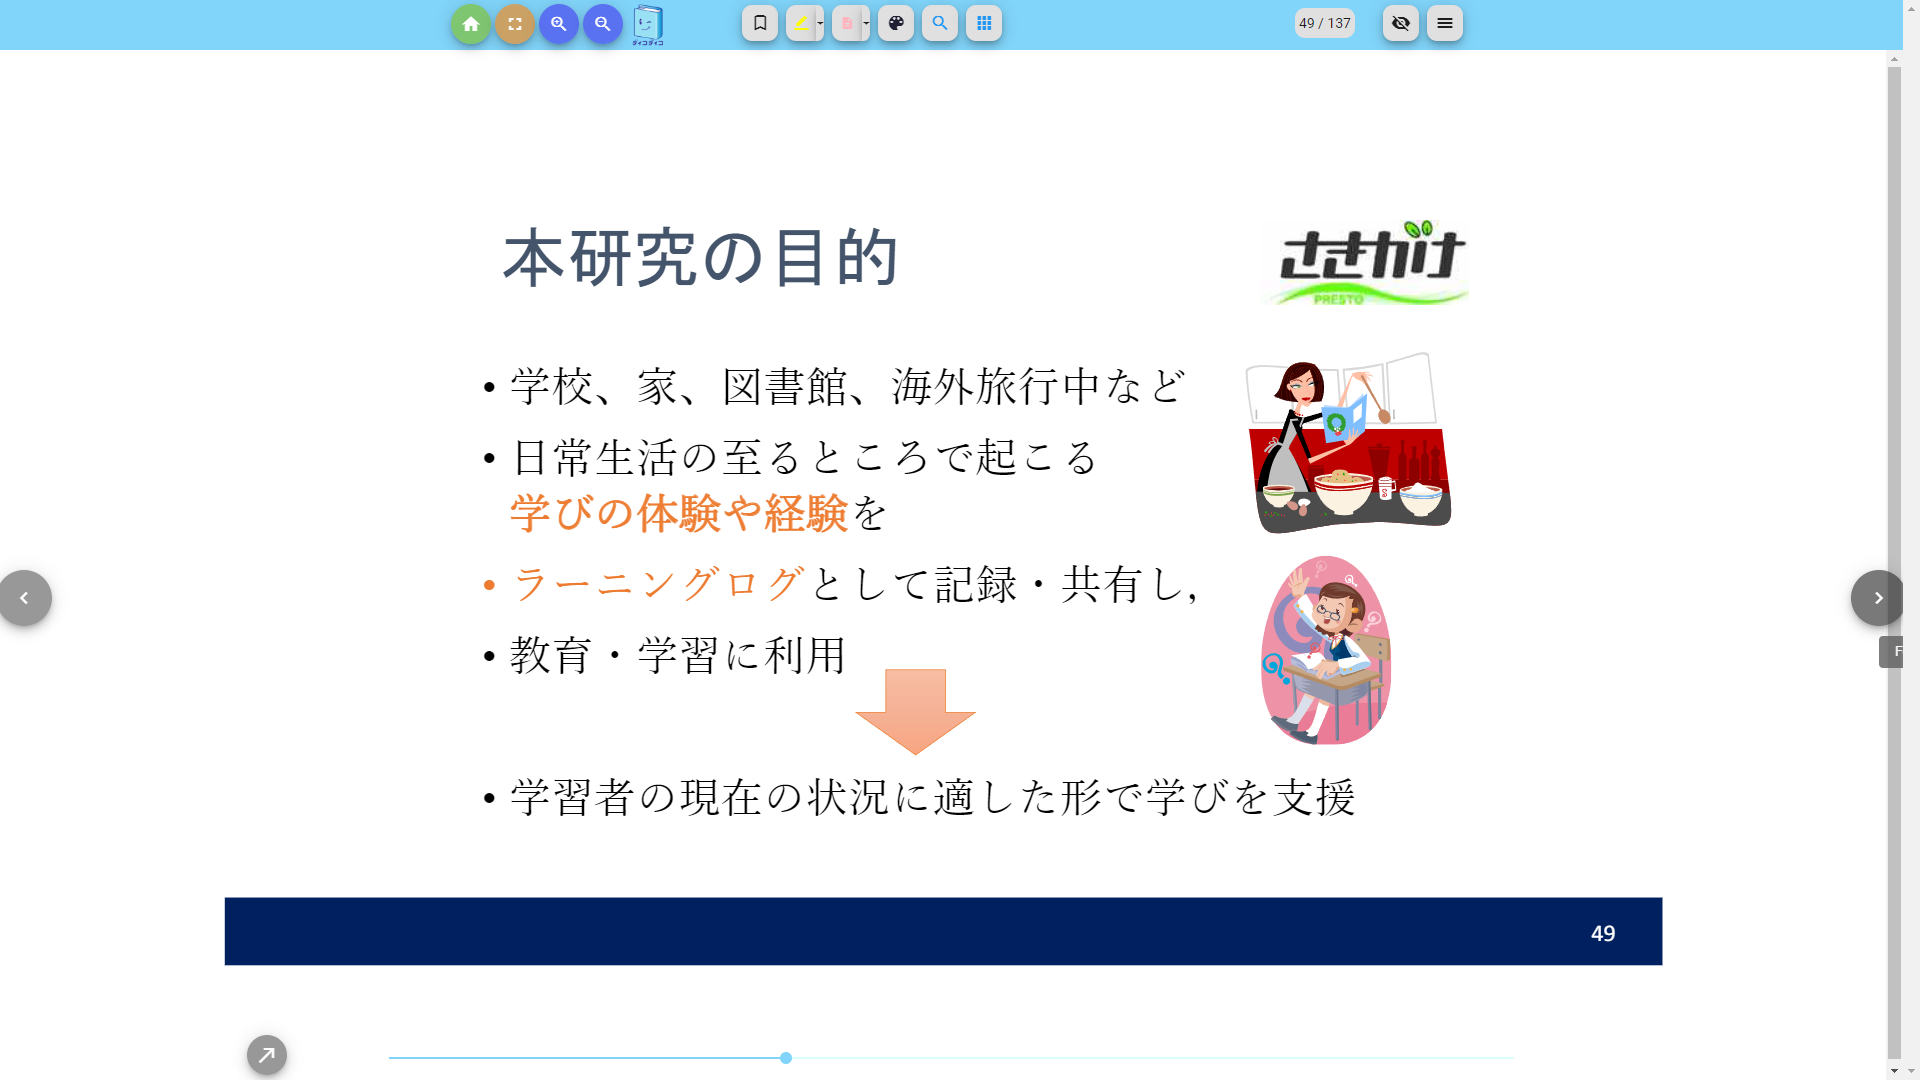 ダィコダィコ
49 / 137
本研究の目的
さきがけ
PRESTO
• 学校、家、図書館、海外旅行中など
• 日常生活の至るところで起こる
学びの体験や経験を
• ラーニングログとして記録・共有し,
• 教育・学習に利用
• 学習者の現在の状況に適した形で学びを支援
F
49